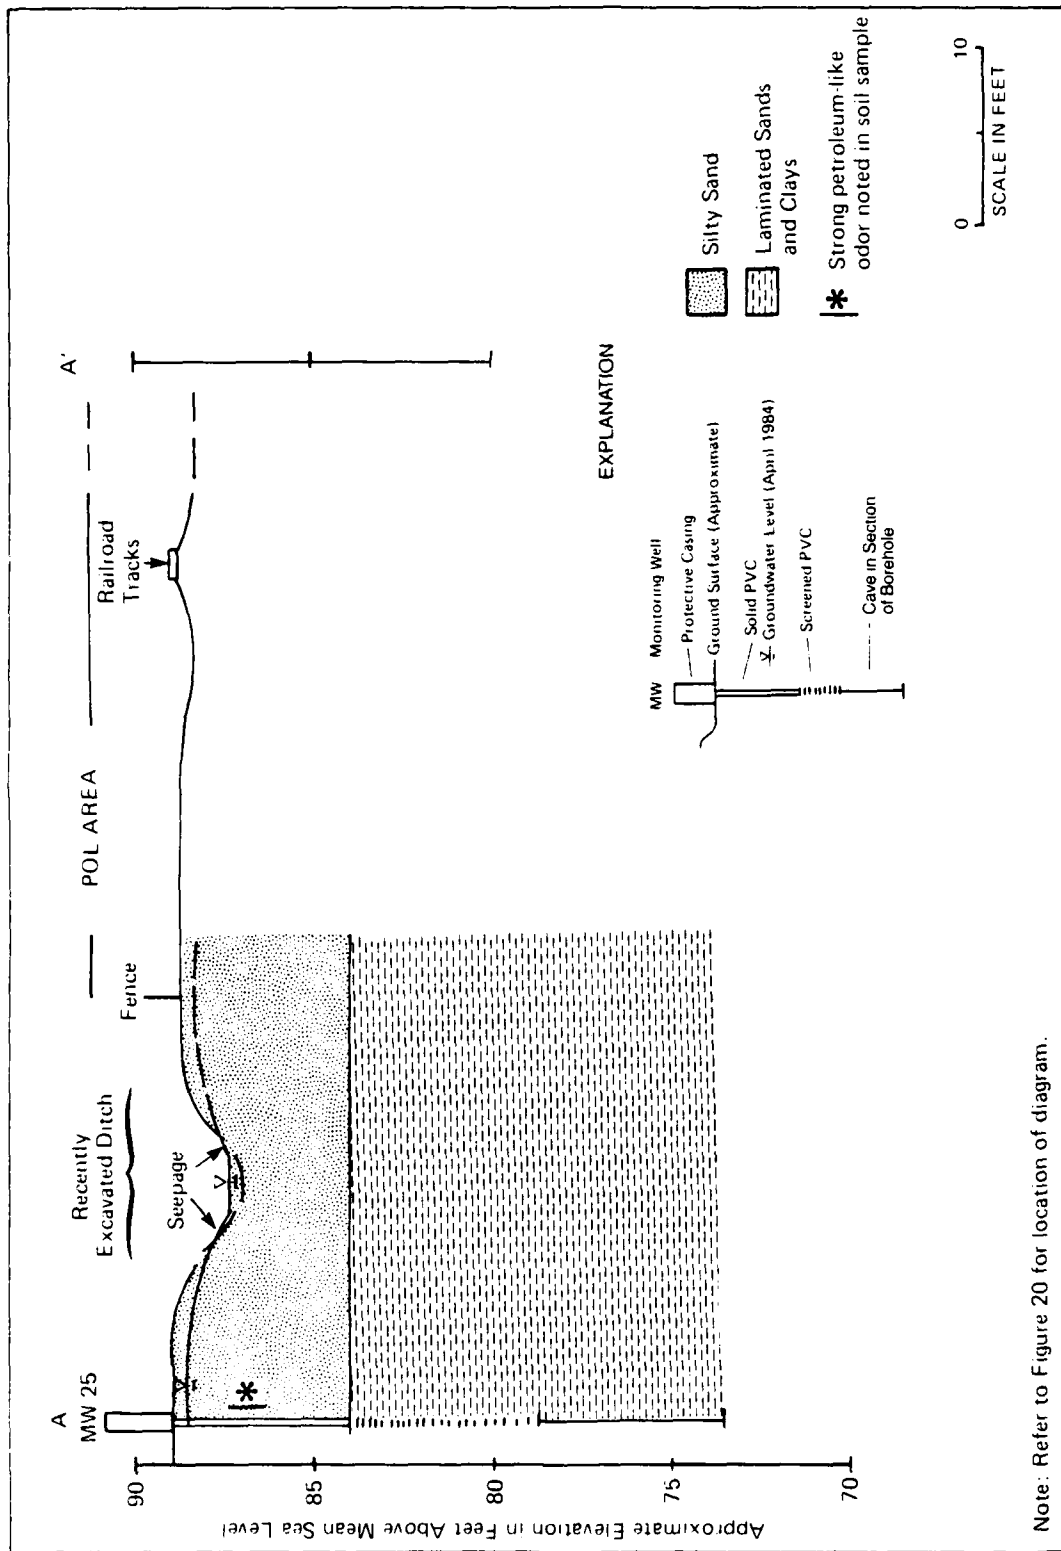 A
MW 25
Recently
Excavated Ditch
Seepage
Fence
POL AREA
Railroad
Tracks
A'
90
85
80
75
70
Approximate Elevation in Feet Above Mean Sea Level
EXPLANATION
MW
Monitoring Well
Protective Casing
Ground Surface (Approximate)
Solid PVC
Groundwater Level (April 1984)
Screened PVC
Cave in Section
of Borehole
Silty Sand
Laminated Sands
and Clays
* Strong petroleum-like
odor noted in soil sample
0
10
SCALE IN FEET
Note: Refer to Figure 20 for location of diagram.